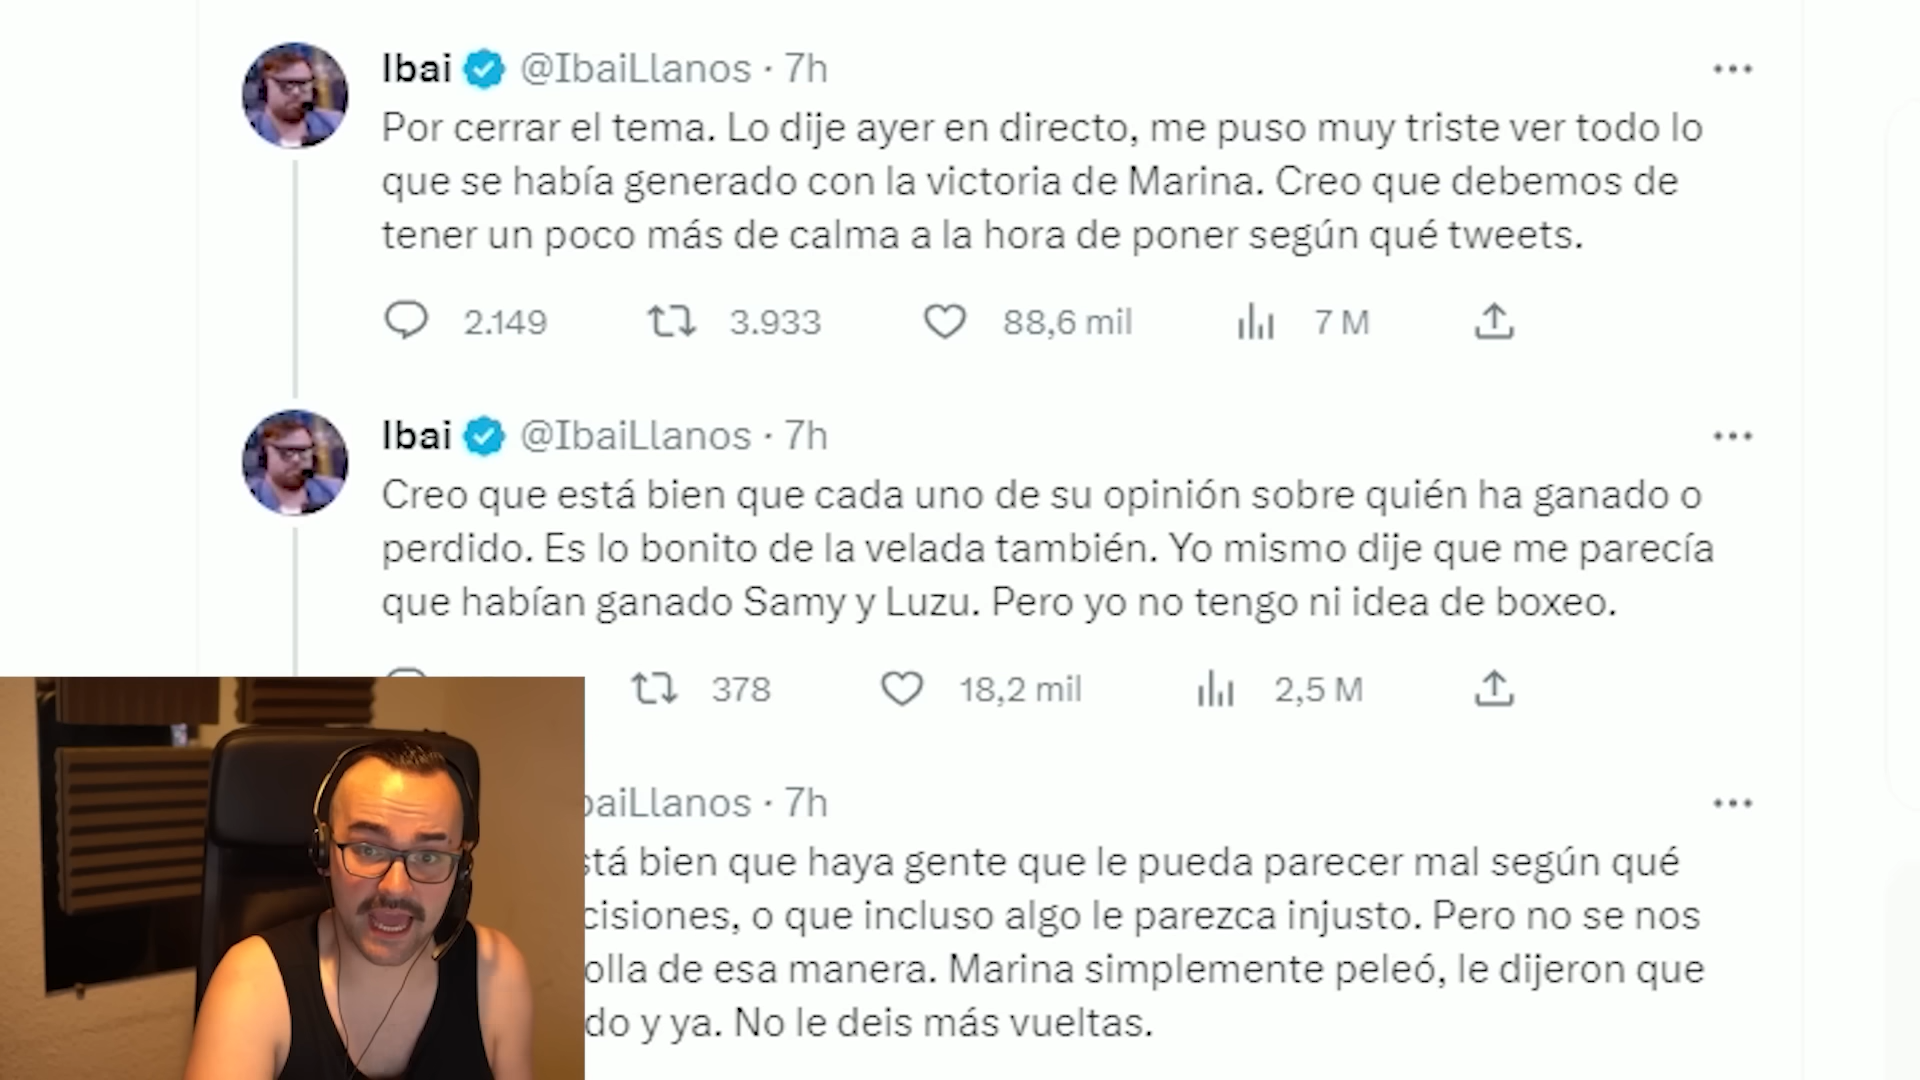 Ibai @IbaiLlanos · 7h
Por cerrar el tema. Lo dije ayer en directo, me puso muy triste ver todo lo
que se había generado con la victoria de Marina. Creo que debemos de
tener un poco más de calma a la hora de poner según qué tweets.
2.149 3.933 88,6 mil 7 M
Ibai @IbaiLlanos · 7h
Creo que está bien que cada uno de su opinión sobre quién ha ganado o
perdido. Es lo bonito de la velada también. Yo mismo dije que me parecía
que habían ganado Samy y Luzu. Pero yo no tengo ni idea de boxeo.
378 18,2 mil 2,5 M
baiLlanos · 7h
stá bien que haya gente que le pueda parecer mal según qué
cisiones, o que incluso algo le parezca injusto. Pero no se nos
olla de esa manera. Marina simplemente peleó, le dijeron que
do y ya. No le deis más vueltas.